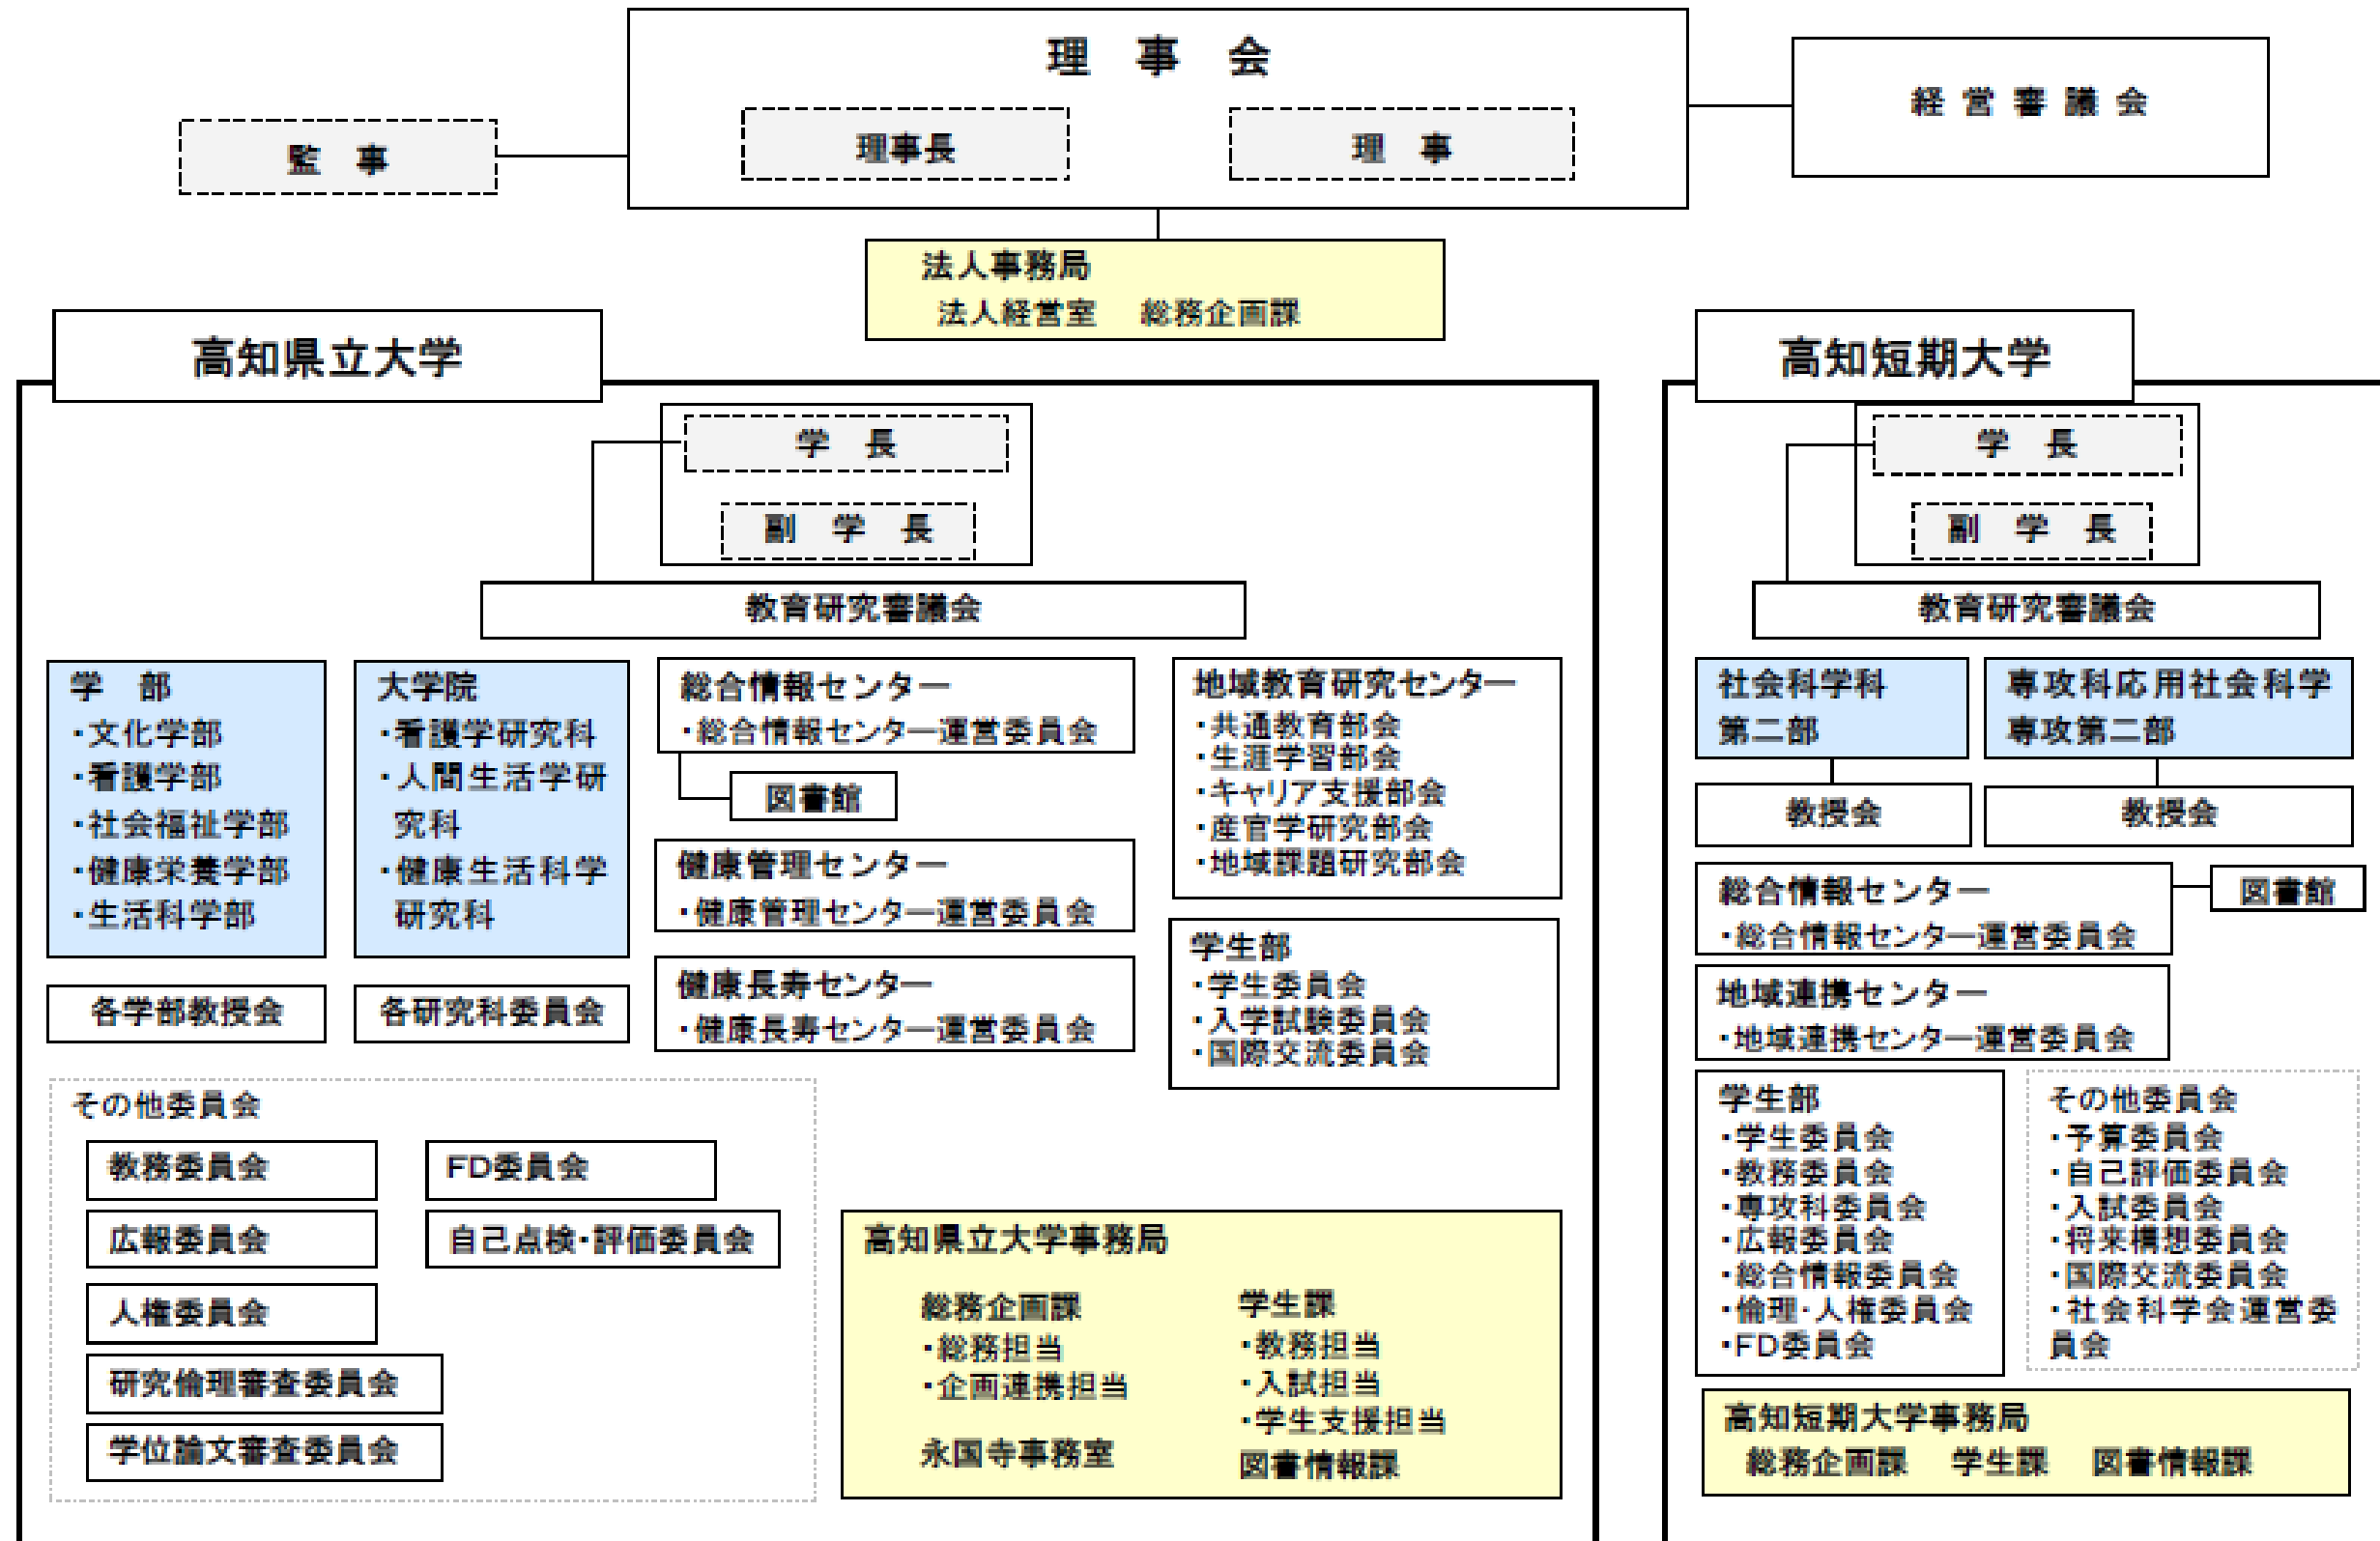 理 事 会
理事長
理 事
監 事
経 営 審 議 会
法人事務局
法人経営室 総務企画課
高知県立大学
学 長
副 学 長
教育研究審議会
学 部
・文化学部
・看護学部
・社会福祉学部
・健康栄養学部
・生活科学部
各学部教授会
大学院
・看護学研究科
・人間生活学研
究科
・健康生活科学
研究科
各研究科委員会
総合情報センター
・総合情報センター運営委員会
図書館
健康管理センター
・健康管理センター運営委員会
健康長寿センター
・健康長寿センター運営委員会
地域教育研究センター
・共通教育部会
・生涯学習部会
・キャリア支援部会
・産官学研究部会
・地域課題研究部会
学生部
・学生委員会
・入学試験委員会
・国際交流委員会
その他委員会
教務委員会
FD委員会
広報委員会
自己点検・評価委員会
人権委員会
研究倫理審査委員会
学位論文審査委員会
高知県立大学事務局
総務企画課
・総務担当
・企画連携担当
永国寺事務室
学生課
・教務担当
・入試担当
・学生支援担当
図書情報課
高知短期大学
学 長
副 学 長
教育研究審議会
社会科学科
第二部
教授会
専攻科応用社会科学
専攻第二部
教授会
総合情報センター
・総合情報センター運営委員会
図書館
地域連携センター
・地域連携センター運営委員会
学生部
・学生委員会
・教務委員会
・専攻科委員会
・広報委員会
・総合情報委員会
・倫理・人権委員会
・FD委員会
その他委員会
・予算委員会
・自己評価委員会
・入試委員会
・将来構想委員会
・国際交流委員会
・社会科学会運営委
員会
高知短期大学事務局
総務企画課 学生課 図書情報課